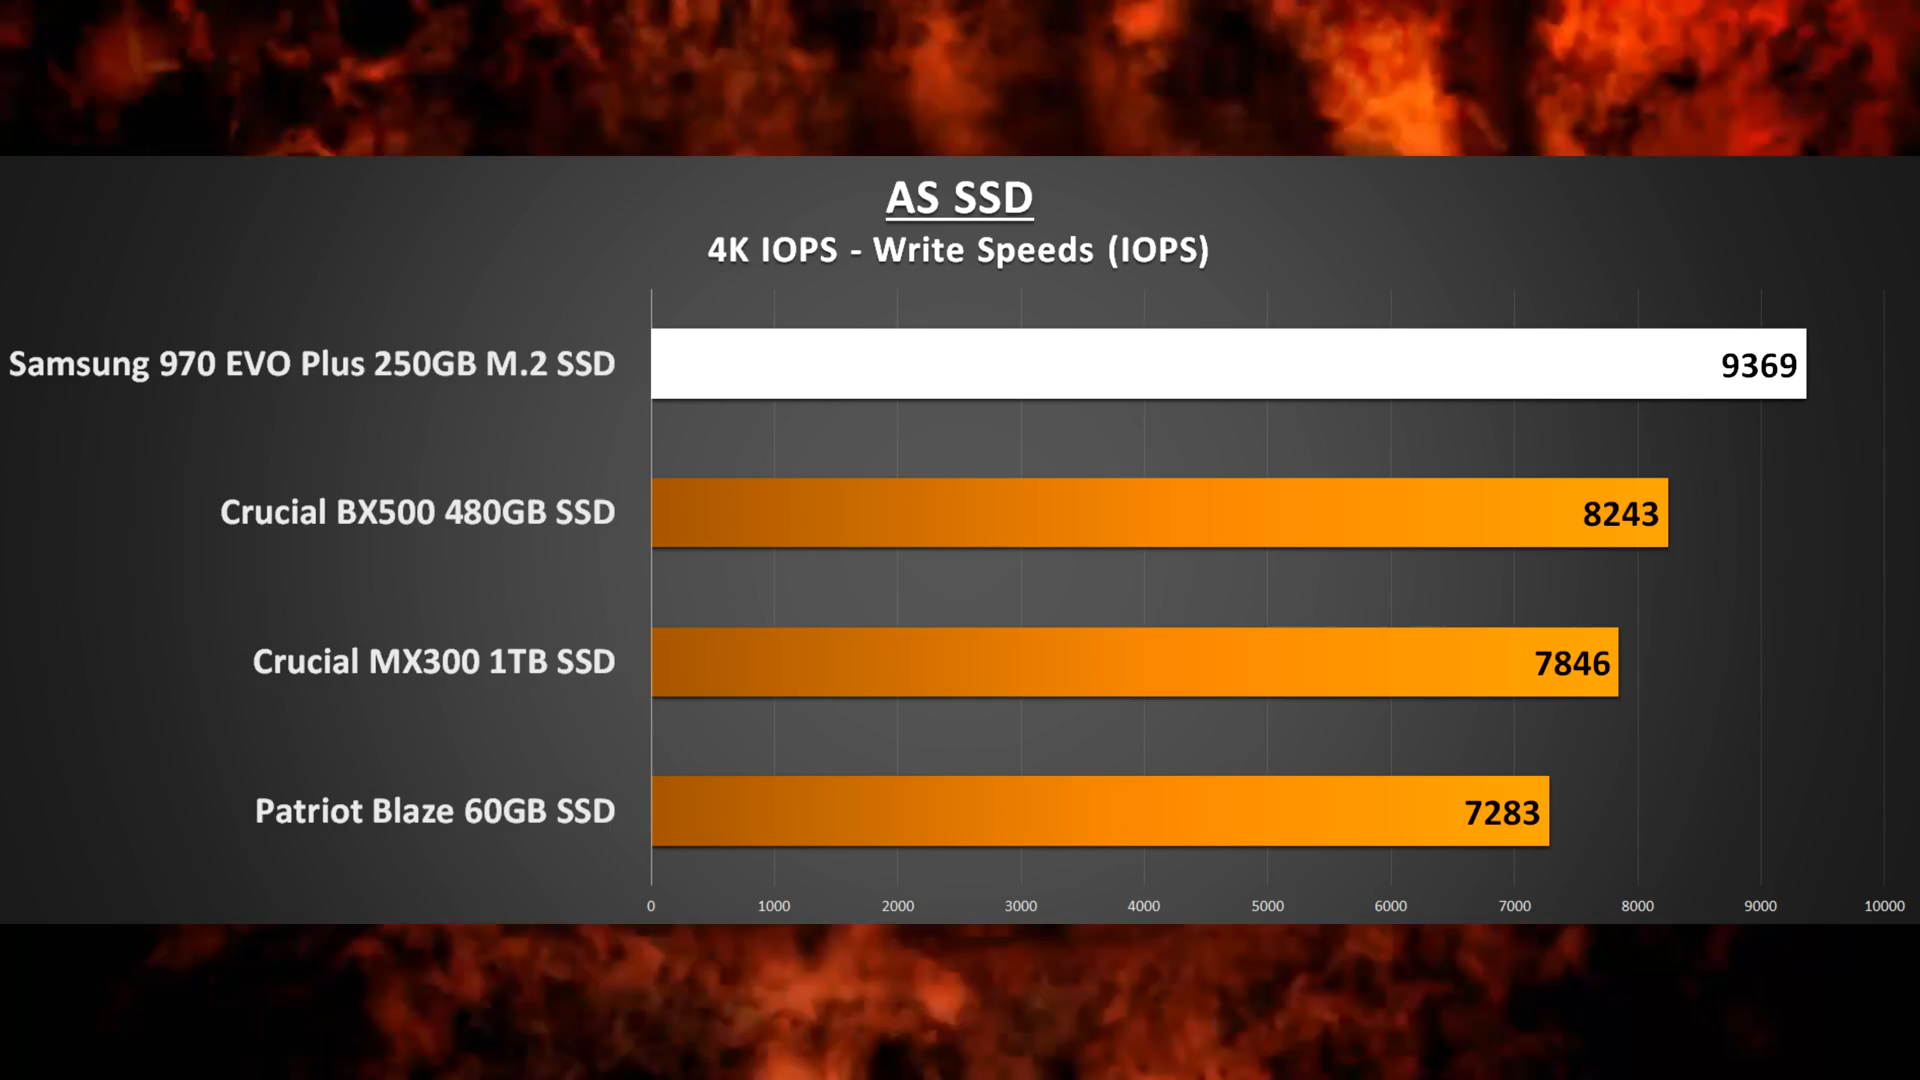 AS SSD
4K IOPS - Write Speeds (IOPS)
Samsung 970 EVO Plus 250GB M.2 SSD
9369
Crucial BX500 480GB SSD
8243
Crucial MX300 1TB SSD
7846
Patriot Blaze 60GB SSD
7283
0 1000 2000 3000 4000 5000 6000 7000 8000 9000 10000